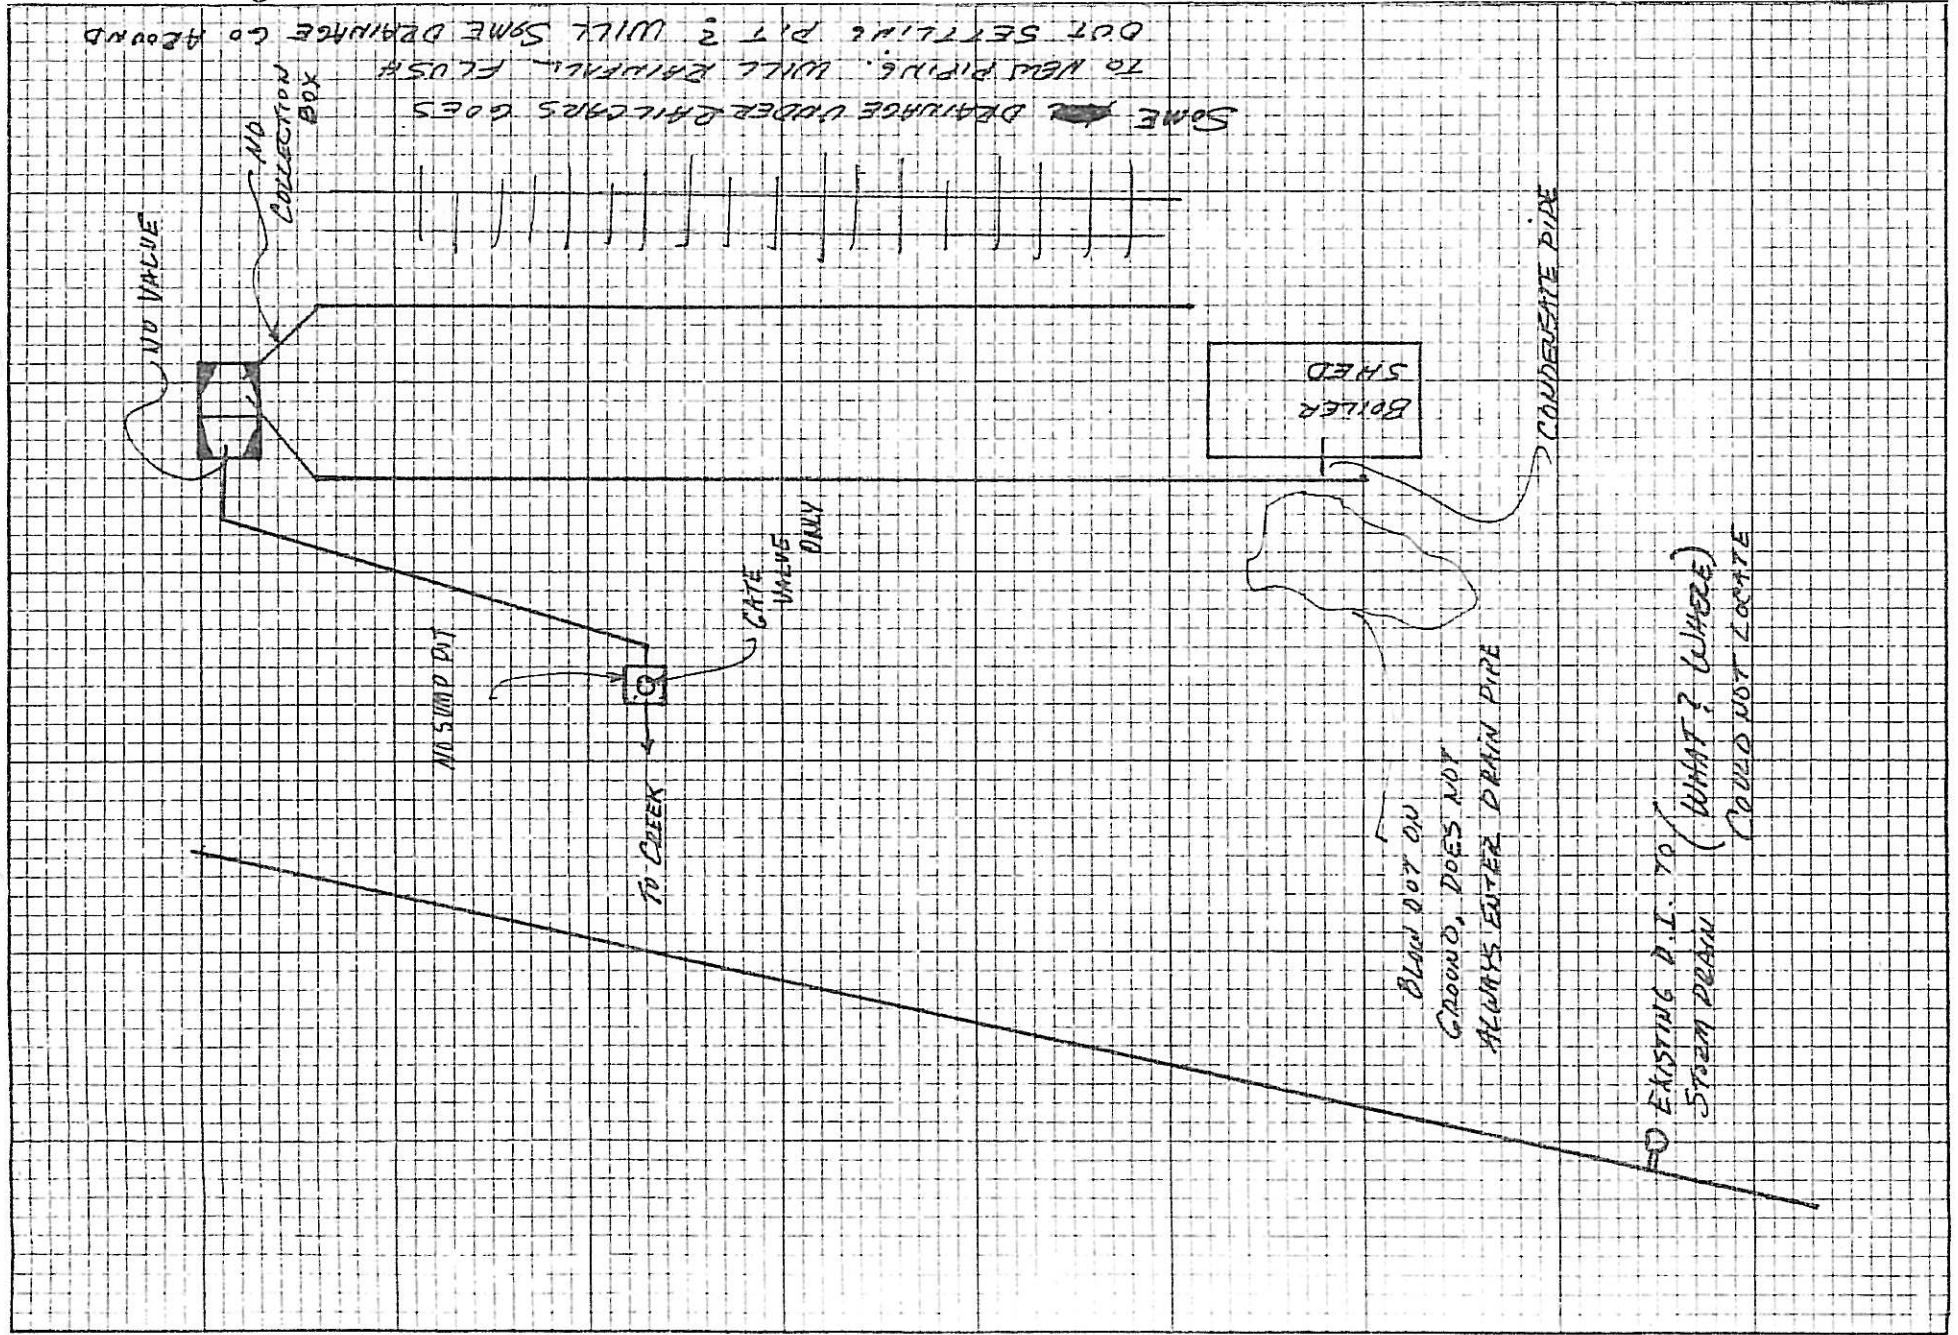 SOME DRAINAGE UNDER RAILCARS GOES
TO NEW PIPING. WILL RAINFALL FLUSH
OUT SETTLING PIT? WILL SOME DRAINAGE GO AROUND
NO
COLLECTION
BOX
NO VALVE
BOILER
SHED
CONDENSATE PIPE
GATE
VALVE
ONLY
NO SUMP PIT
TO CREEK
BLOW DOT ON
GROUND, DOES NOT
ALWAYS ENTER DRAIN PIPE
EXISTING D.I. TO
STORM DRAIN
(WHAT? WHERE)
COULD NOT LOCATE